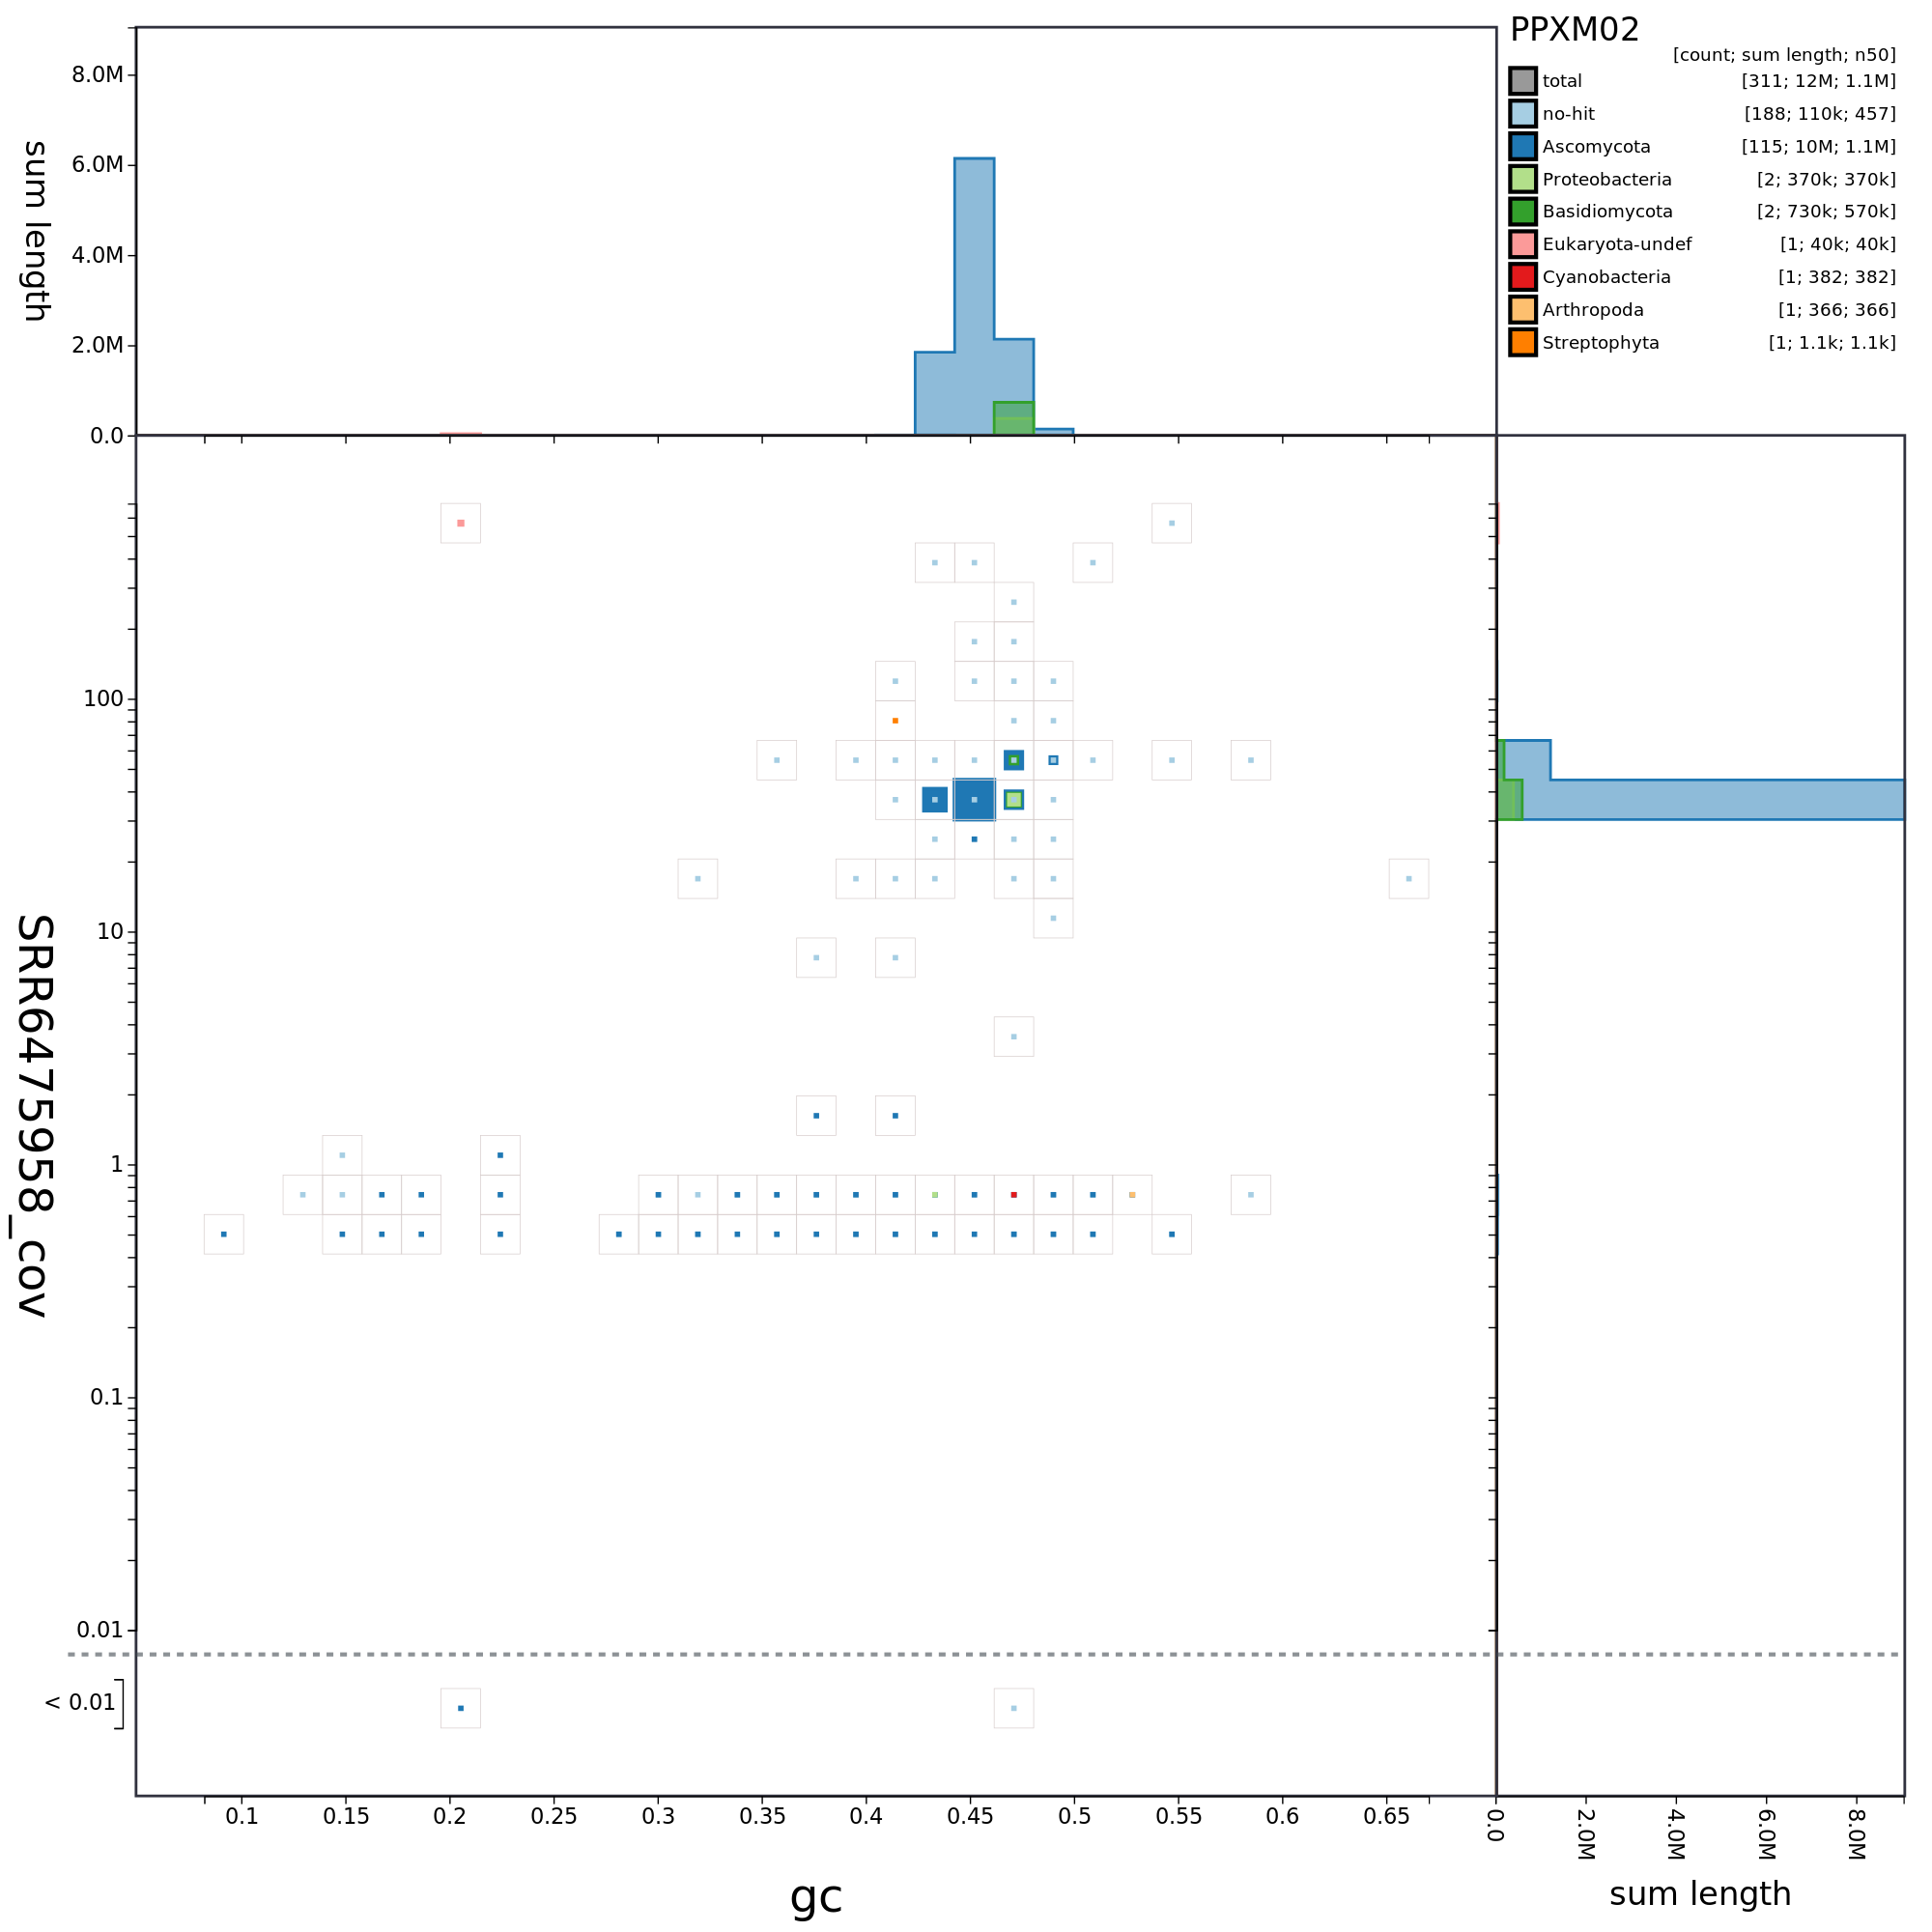 PPXM02
[count; sum length; n50]
total [311; 12M; 1.1M]
no-hit [188; 110k; 457]
Ascomycota [115; 10M; 1.1M]
Proteobacteria [2; 370k; 370k]
Basidiomycota [2; 730k; 570k]
Eukaryota-undef [1; 40k; 40k]
Cyanobacteria [1; 382; 382]
Arthropoda [1; 366; 366]
Streptophyta [1; 1.1k; 1.1k]
sum length
8.0M
6.0M
4.0M
2.0M
0.0
SRR6475958_cov
100
10
1
0.1
0.01
< 0.01
0.1 0.15 0.2 0.25 0.3 0.35 0.4 0.45 0.5 0.55 0.6 0.65
gc
0.0 2.0M 4.0M 6.0M 8.0M
sum length